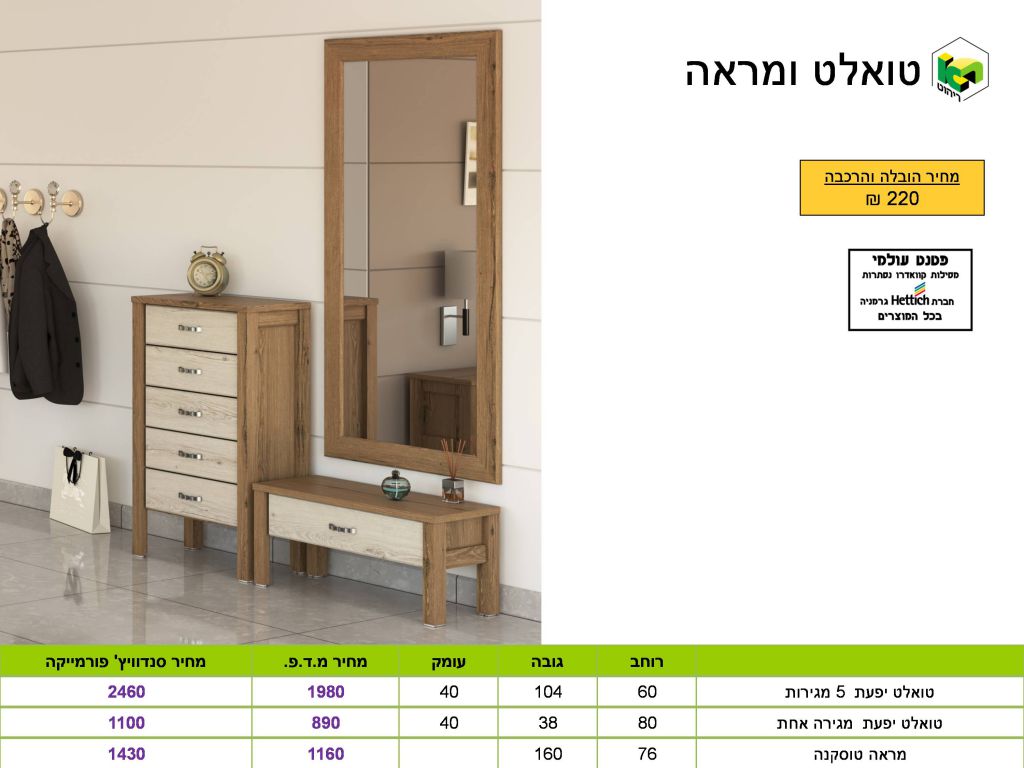 טואלט ומראה
ריהוט
מחיר הובלה והרכבה
220 ₪
פטנט עולמי
מסילות קוואדרו נסתרות
חברת Hettich גרמניה
בכל המוצרים
רוחב גובה עומק מחיר מ.ד.פ. מחיר סנדוויץ' פורמייקה
טואלט יפעת 5 מגירות 60 104 40 1980 2460
טואלט יפעת מגירה אחת 80 38 40 890 1100
מראה טוסקנה 76 160 1160 1430